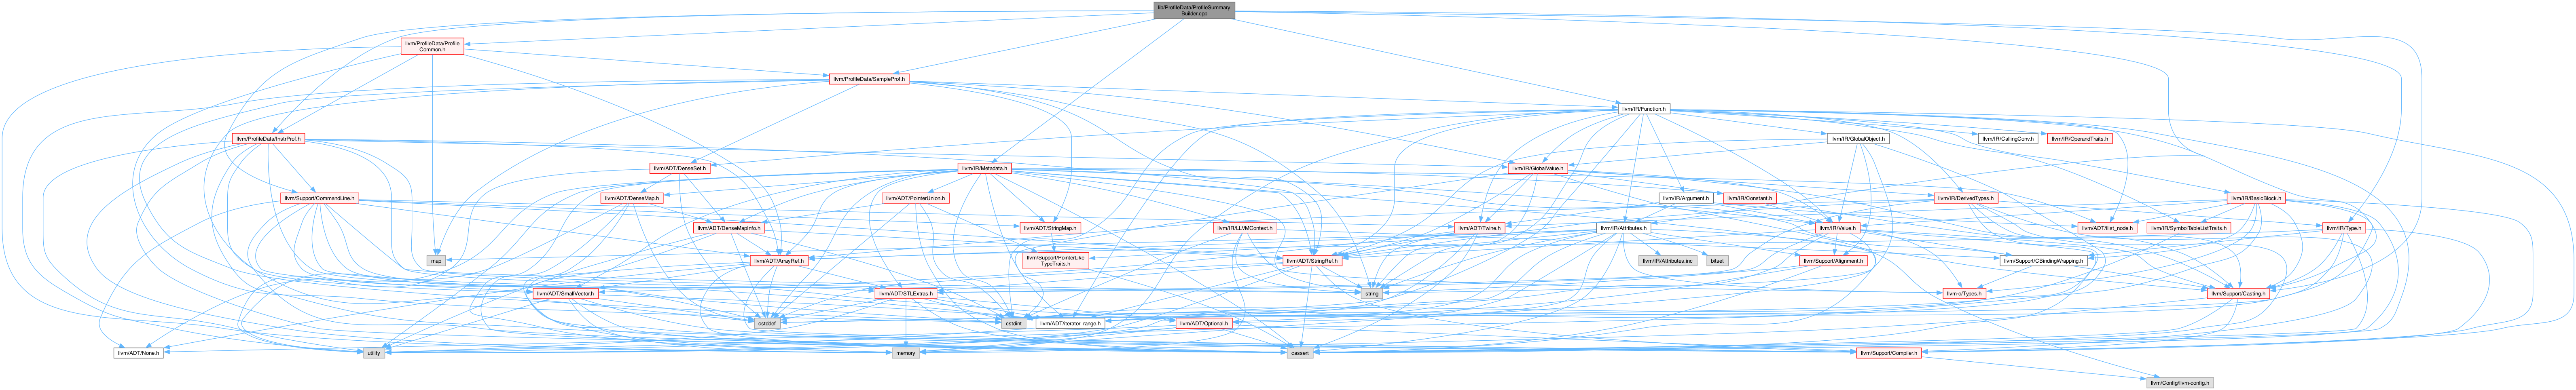 lib/ProfileData/ProfileSummary
Builder.cpp
llvm/ProfileData/Profile
Common.h
llvm/ProfileData/SampleProf.h
llvm/IR/Function.h
llvm/ProfileData/InstrProf.h
llvm/IR/GlobalObject.h
llvm/IR/CallingConv.h
llvm/IR/OperandTraits.h
llvm/ADT/DenseSet.h
llvm/IR/Metadata.h
llvm/IR/GlobalValue.h
llvm/Support/CommandLine.h
llvm/ADT/DenseMap.h
llvm/ADT/PointerUnion.h
llvm/IR/Argument.h
llvm/IR/Constant.h
llvm/IR/DerivedTypes.h
llvm/IR/BasicBlock.h
llvm/ADT/DenseMapInfo.h
llvm/ADT/StringMap.h
llvm/IR/LLVMContext.h
llvm/ADT/Twine.h
llvm/IR/Attributes.h
llvm/IR/Value.h
llvm/ADT/ilist_node.h
llvm/IR/SymbolTableListTraits.h
llvm/IR/Type.h
map
llvm/ADT/ArrayRef.h
llvm/Support/PointerLike
TypeTraits.h
llvm/ADT/StringRef.h
llvm/IR/Attributes.inc
bitset
llvm/Support/Alignment.h
llvm/Support/CBindingWrapping.h
llvm/ADT/SmallVector.h
llvm/ADT/STLExtras.h
string
llvm-c/Types.h
llvm/Support/Casting.h
cstddef
cstdint
llvm/ADT/iterator_range.h
llvm/ADT/Optional.h
llvm/ADT/None.h
utility
memory
cassert
llvm/Support/Compiler.h
llvm/Config/llvm-config.h